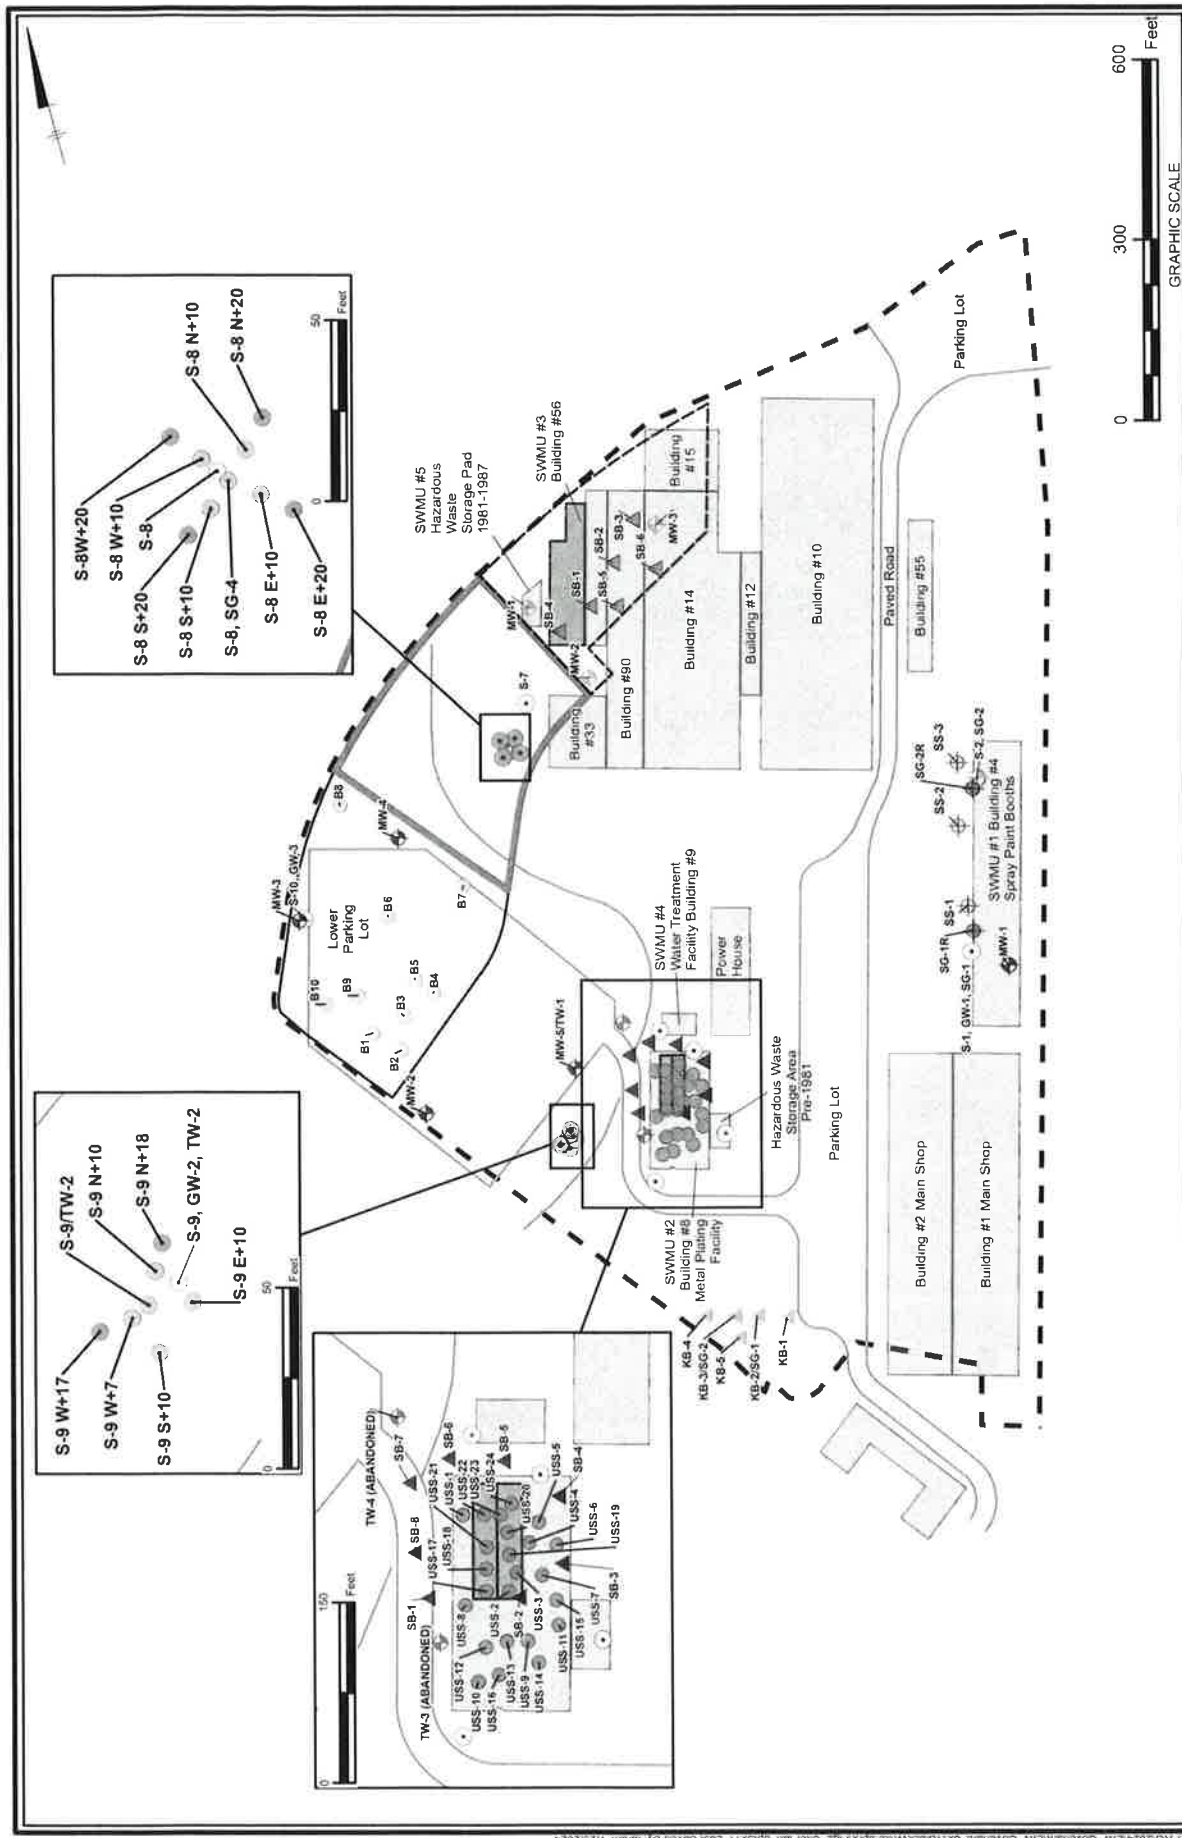 S-9 W+17
S-9 W+7
S-9 S+10
S-9/TW-2
S-9 N+10
S-9 N+18
S-9, GW-2, TW-2
S-9 E+10
0
50
Feet
S-8W+20
S-8 W+10
S-8
S-8 S+20
S-8 S+10
S-8, SG-4
S-8 E+10
S-8 E+20
S-8 N+10
S-8 N+20
0
50
Feet
0
150
Feet
TW-3 (ABANDONED)
TW-4 (ABANDONED)
SB-1
SB-8
SB-7
SB-6
SB-5
SB-4
SB-3
SB-2
USS-17
USS-18
USS-21
USS-1
USS-22
USS-23
USS-24
USS-20
USS-5
USS-4
USS-6
USS-19
USS-8
USS-2
USS-3
USS-7
USS-15
USS-11
USS-12
USS-10
USS-16
USS-13
USS-9
USS-14
MW-3
S-10, GW-3
MW-4
Lower
Parking
Lot
B10
B9
B8
B7
B6
B5
B4
B3
B1
B2
MW-2
MW-5/TW-1
SWMU #5
Hazardous
Waste
Storage Pad
1981-1987
SWMU #3
Building #56
MW-1
SB-4
SB-1
SB-5
SB-2
SB-3
SB-6
MW-3
MW-2
S-7
Building
#33
Building #90
Building #14
Building
#15
Building #12
Building #10
SWMU #4
Water Treatment
Facility Building #9
Power
House
Hazardous Waste
Storage Area
Pre-1981
SWMU #2
Building #8
Metal Plating
Facility
Parking Lot
KB-4
KB-3/SG-2
KB-5
KB-2/SG-1
KB-1
Paved Road
Building #55
Parking Lot
SG-2R
SS-3
SS-2
S-2, SG-2
SG-1R
SS-1
S-1, GW-1, SG-1
MW-1
SWMU #1 Building #4
Spray Paint Booths
Building #2 Main Shop
Building #1 Main Shop
0
300
600
Feet
GRAPHIC SCALE